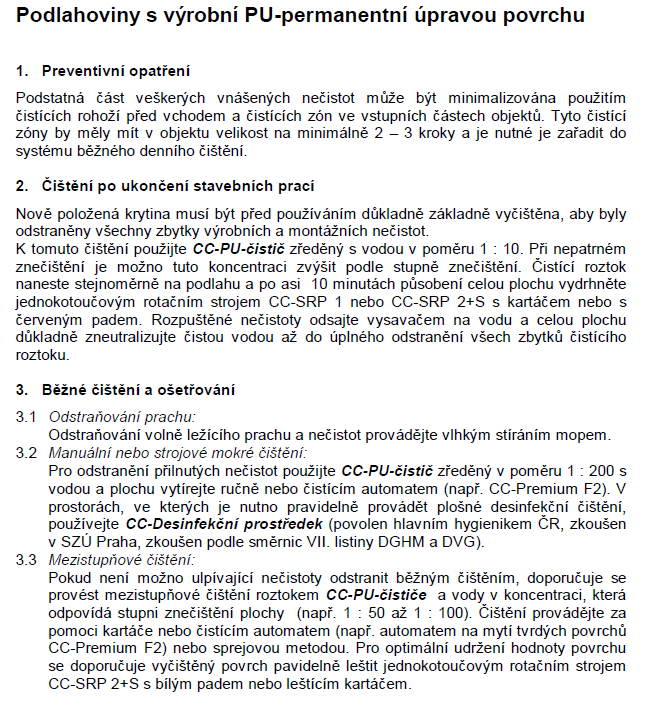 Podlahoviny s výrobní PU-permanentní úpravou povrchu
1. Preventivní opatření
Podstatná část veškerých vnášených nečistot může být minimalizována použitím
čistících rohoží před vchodem a čistících zón ve vstupních částech objektů. Tyto čistící
zóny by měly mít v objektu velikost na minimálně 2 – 3 kroky a je nutné je zařadit do
systému běžného denního čištění.
2. Čištění po ukončení stavebních prací
Nově položená krytina musí být před používáním důkladně základně vyčištěna, aby byly
odstraněny všechny zbytky výrobních a montážních nečistot.
K tomuto čištění použijte CC-PU-čistič zředěný s vodou v poměru 1 : 10. Při nepatrném
znečištění je možno tuto koncentraci zvýšit podle stupně znečištění. Čistící roztok
naneste stejnoměrně na podlahu a po asi 10 minutách působení celou plochu vydrhněte
jednokotoučovým rotačním strojem CC-SRP 1 nebo CC-SRP 2+S s kartáčem nebo s
červeným padem. Rozpuštěné nečistoty odsajte vysavačem na vodu a celou plochu
důkladně zneutralizujte čistou vodou až do úplného odstranění všech zbytků čistícího
roztoku.
3. Běžné čištění a ošetřování
3.1 Odstraňování prachu:
Odstraňování volně ležícího prachu a nečistot provádějte vlhkým stíráním mopem.
3.2 Manuální nebo strojové mokré čištění:
Pro odstranění přilnutých nečistot použijte CC-PU-čistič zředěný v poměru 1 : 200 s
vodou a plochu vytírejte ručně nebo čistícím automatem (např. CC-Premium F2). V
prostorách, ve kterých je nutno pravidelně provádět plošné desinfekční čištění,
používejte CC-Desinfekční prostředek (povolen hlavním hygienikem ČR, zkoušen
v SZÚ Praha, zkoušen podle směrnic VII. listiny DGHM a DVG).
3.3 Mezistupňové čištění:
Pokud není možno ulpívající nečistoty odstranit běžným čištěním, doporučuje se
provést mezistupňové čištění roztokem CC-PU-čističe a vody v koncentraci, která
odpovídá stupni znečištění plochy (např. 1 : 50 až 1 : 100). Čištění provádějte za
pomoci kartáče nebo čistícím automatem (např. automatem na mytí tvrdých povrchů
CC-Premium F2) nebo sprejovou metodou. Pro optimální udržení hodnoty povrchu
se doporučuje vyčištěný povrch pavidelně leštit jednokotoučovým rotačním strojem
CC-SRP 2+S s bílým padem nebo leštícím kartáčem.